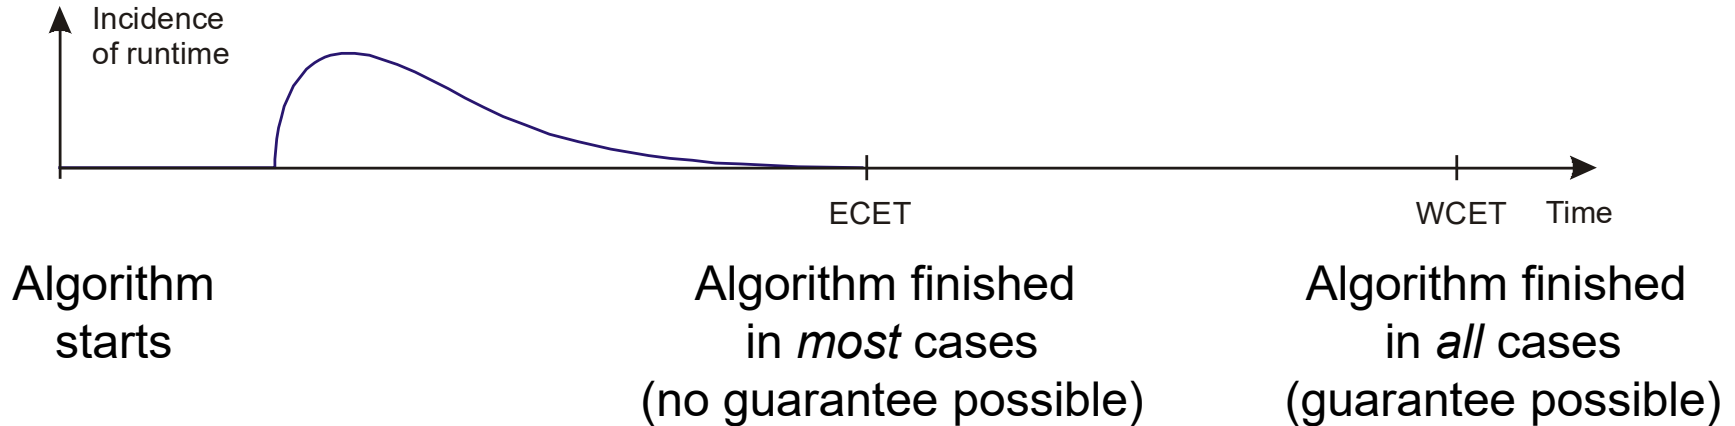 Incidence
of runtime
ECET
WCET
Time
Algorithm
starts
Algorithm finished
in most cases
(no guarantee possible)
Algorithm finished
in all cases
(guarantee possible)